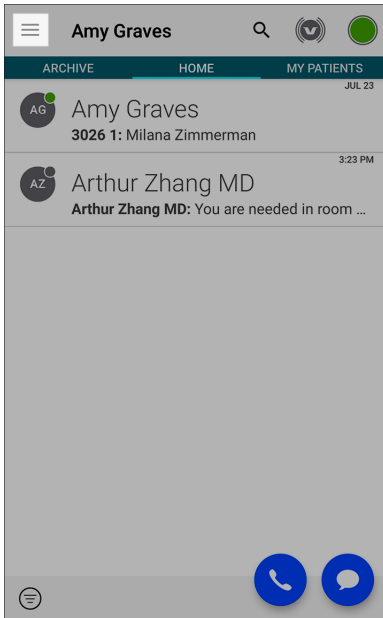 Amy Graves
ARCHIVE HOME MY PATIENTS
JUL 23
AG
Amy Graves
3026 1: Milana Zimmerman
3:23 PM
AZ
Arthur Zhang MD
Arthur Zhang MD: You are needed in room ...